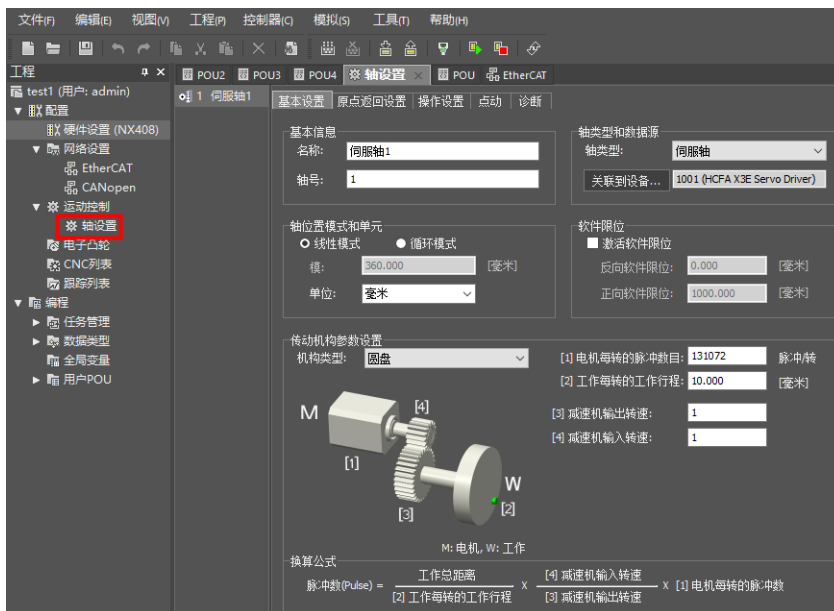 文件(F) 编辑(E) 视图(V) 工程(P) 控制器(C) 模拟(S) 工具(T) 帮助(H)
工程
POU2 POU3 POU4 轴设置 POU EtherCAT
test1 (用户: admin)
配置
硬件设置 (NX408)
网络设置
EtherCAT
CANopen
运动控制
轴设置
电子凸轮
CNC列表
跟踪列表
编程
任务管理
数据类型
全局变量
用户POU
1 伺服轴1
基本设置 原点返回设置 操作设置 点动 诊断
基本信息
名称: 伺服轴1
轴号: 1
轴类型和数据源
轴类型: 伺服轴
关联到设备... 1001 (HCFA X3E Servo Driver)
轴位置模式和单元
线性模式 循环模式
模: 360.000 [毫米]
单位: 毫米
软件限位
激活软件限位
反向软件限位: 0.000 [毫米]
正向软件限位: 1000.000 [毫米]
传动机构参数设置
机构类型: 圆盘
[1] 电机每转的脉冲数目: 131072 脉冲/转
[2] 工作每转的工作行程: 10.000 [毫米]
[3] 减速机输出转速: 1
[4] 减速机输入转速: 1
M
[4]
[1]
W
[3]
[2]
M: 电机, W: 工作
换算公式
脉冲数(Pulse) = 工作总距离 / [2] 工作每转的工作行程 X [4] 减速机输入转速 / [3] 减速机输出转速 X [1] 电机每转的脉冲数